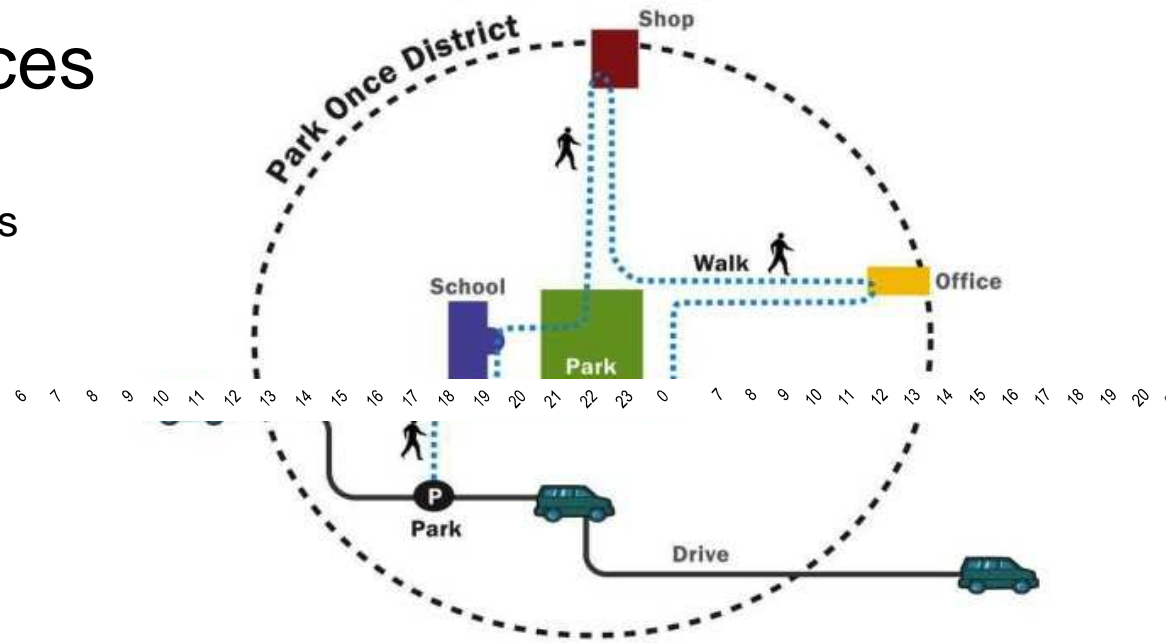 ces
s
Park Once District
Shop
Walk
Office
School
Park
6 7 8 9 10 11 12 13 14 15 16 17 18 19 20 21 22 23 0 7 8 9 10 11 12 13 14 15 16 17 18 19 20
P
Park
Drive